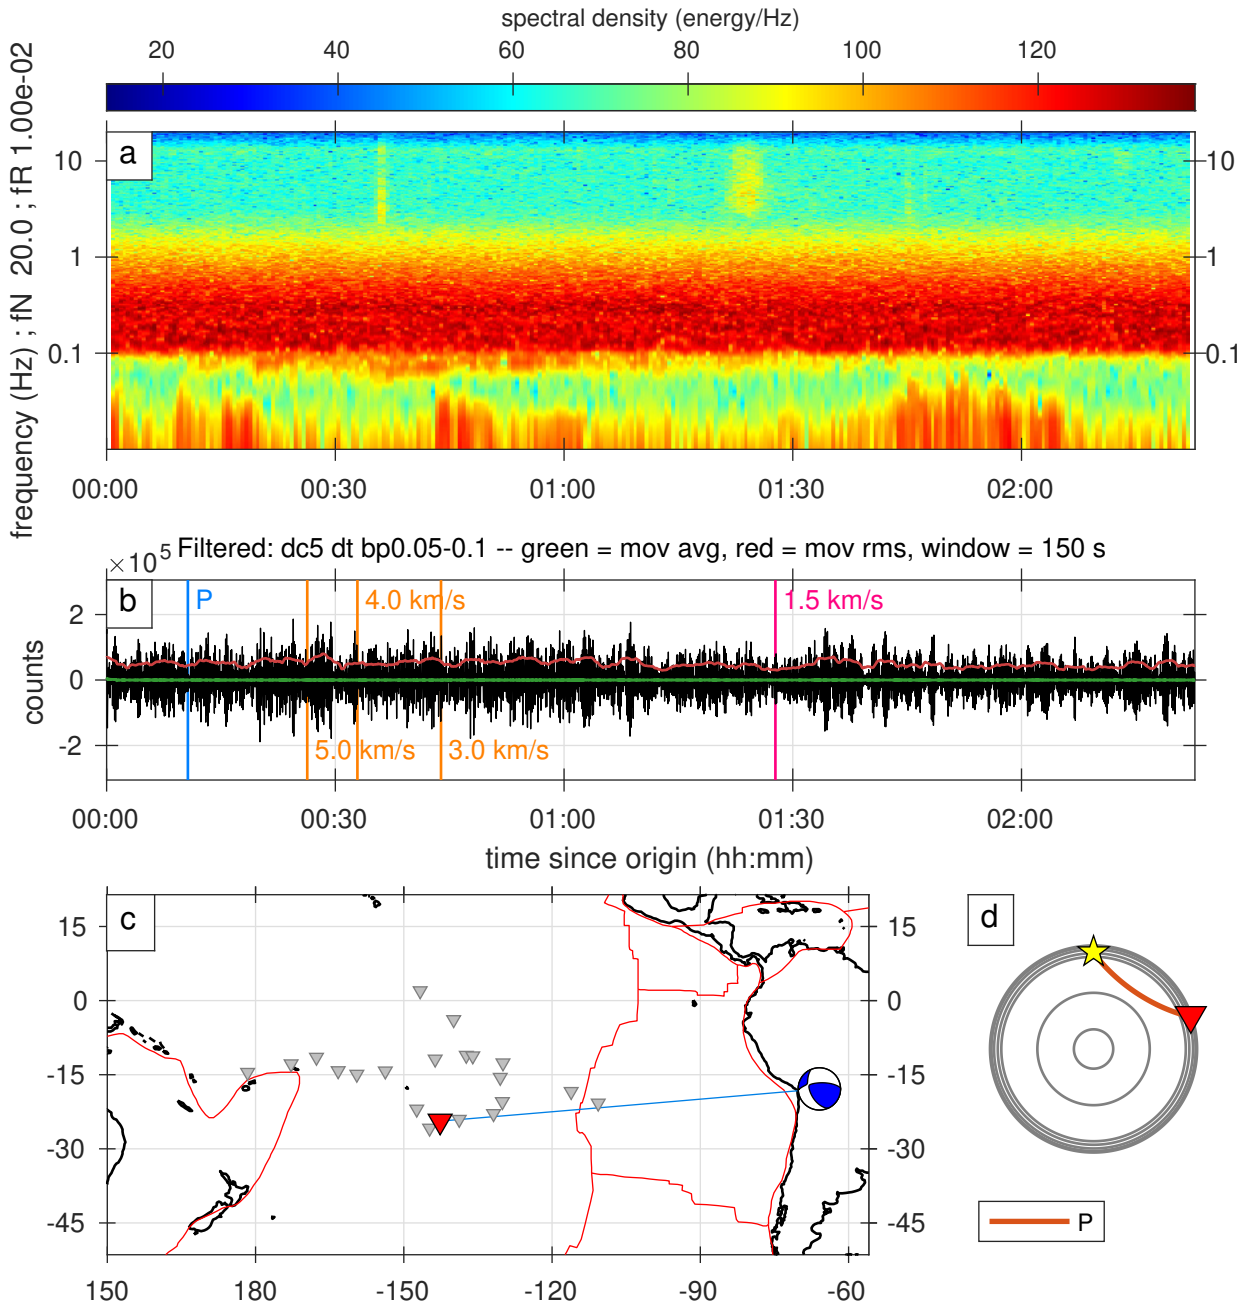 spectral density (energy/Hz)
20 40 60 80 100 120
frequency (Hz) ; fN 20.0 ; fR 1.00e-02
a
10 10
1 1
0.1 0.1
00:00 00:30 01:00 01:30 02:00
×10^5 Filtered: dc5 dt bp0.05-0.1 -- green = mov avg, red = mov rms, window = 150 s
b
P 4.0 km/s 1.5 km/s
counts
2
0
-2
5.0 km/s 3.0 km/s
00:00 00:30 01:00 01:30 02:00
time since origin (hh:mm)
c
d
15 15
0 0
-15 -15
-30 -30
-45 -45
150 180 -150 -120 -90 -60
P